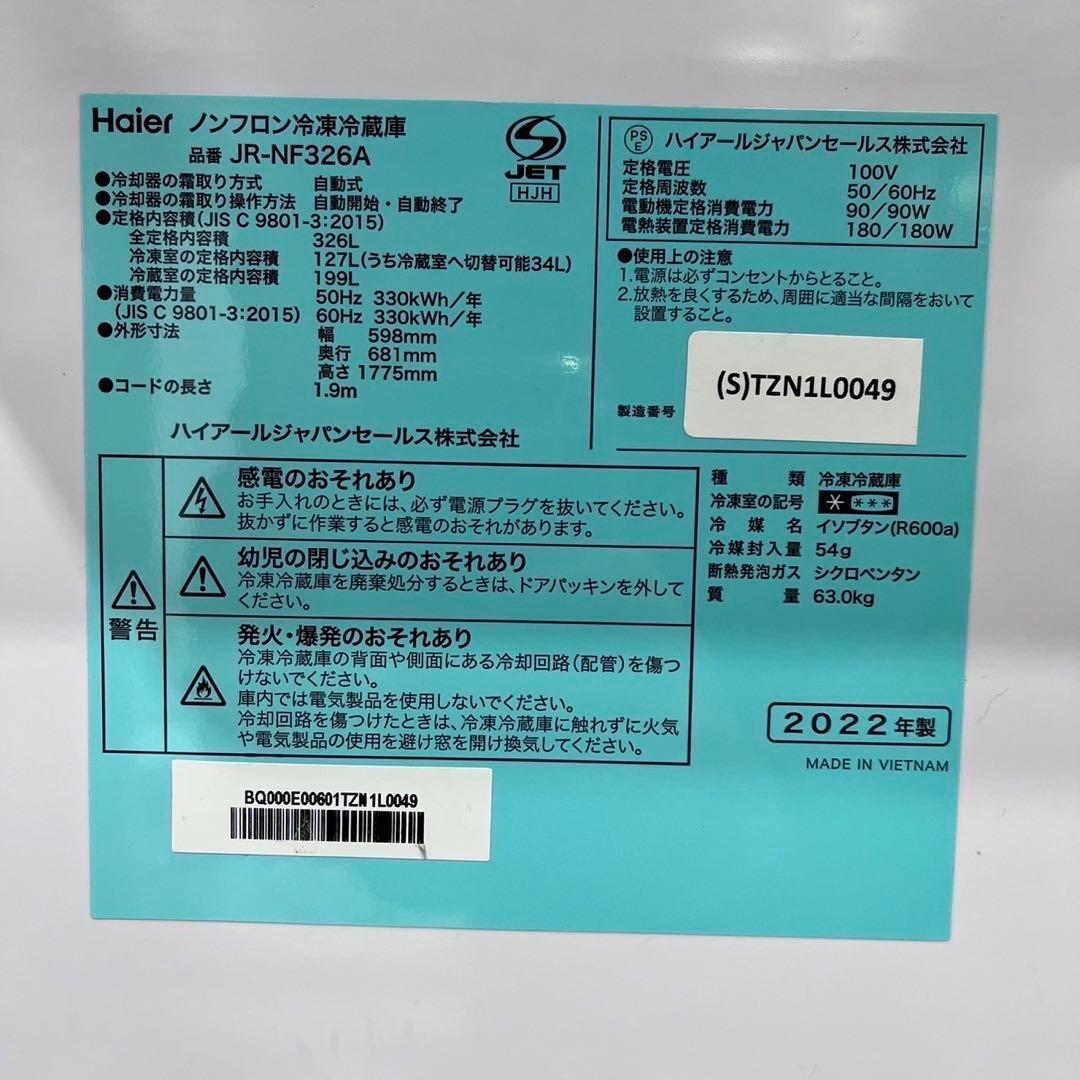 Haier ノンフロン冷凍冷蔵庫
品番 JR-NF326A
●冷却器の霜取り方式 自動式
●冷却器の霜取り操作方法 自動開始・自動終了
●定格内容積(JIS C 9801-3:2015)
全定格内容積 326L
冷凍室の定格内容積 127L(うち冷蔵室へ切替可能34L)
冷蔵室の定格内容積 199L
●消費電力量 50Hz 330kWh/年
(JIS C 9801-3:2015) 60Hz 330kWh/年
●外形寸法 幅 598mm
奥行 681mm
高さ 1775mm
●コードの長さ 1.9m
ハイアールジャパンセールス株式会社
S
JET
HJH
PS
E
ハイアールジャパンセールス株式会社
定格電圧 100V
定格周波数 50/60Hz
電動機定格消費電力 90/90W
電熱装置定格消費電力 180/180W
●使用上の注意
1.電源は必ずコンセントからとること。
2.放熱を良くするため、周囲に適当な間隔をおいて
設置すること。
製造番号 (S)TZN1L0049
警告
感電のおそれあり
お手入れのときには、必ず電源プラグを抜いてください。
抜かずに作業すると感電のおそれがあります。
幼児の閉じ込みのおそれあり
冷凍冷蔵庫を廃棄処分するときは、ドアパッキンを外して
ください。
発火・爆発のおそれあり
冷凍冷蔵庫の背面や側面にある冷却回路(配管)を傷つ
けないでください。
庫内では電気製品を使用しないでください。
冷却回路を傷つけたときは、冷凍冷蔵庫に触れずに火気
や電気製品の使用を避け窓を開け換気してください。
種類 冷凍冷蔵庫
冷凍室の記号 * ***
冷媒名 イソブタン(R600a)
冷媒封入量 54g
断熱発泡ガス シクロペンタン
質量 63.0kg
2022年製
MADE IN VIETNAM
BQ000E00601TZN1L0049